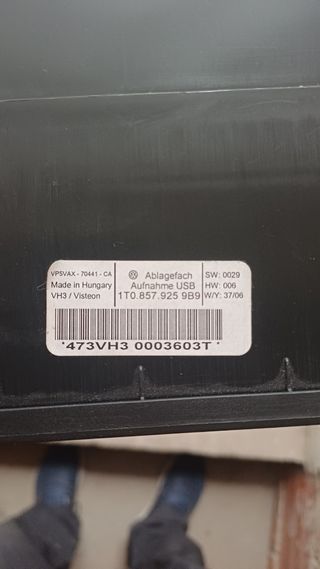 VP5VAX - 70441 - CA
Made in Hungary
VH3 / Visteon
Ablagefach
Aufnahme USB
1T0.857.925 9B9
SW: 0029
HW: 006
W/Y: 37/06
*473VH3 0003603T*